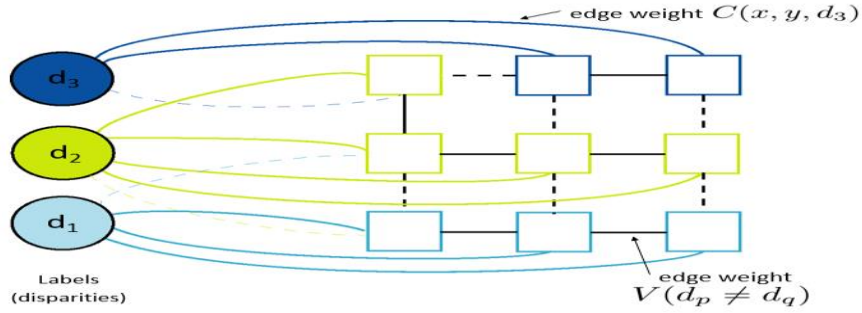 edge weight C(x, y, d₃)
d₃
d₂
d₁
Labels
(disparities)
edge weight
V(dₚ ≠ d_q)